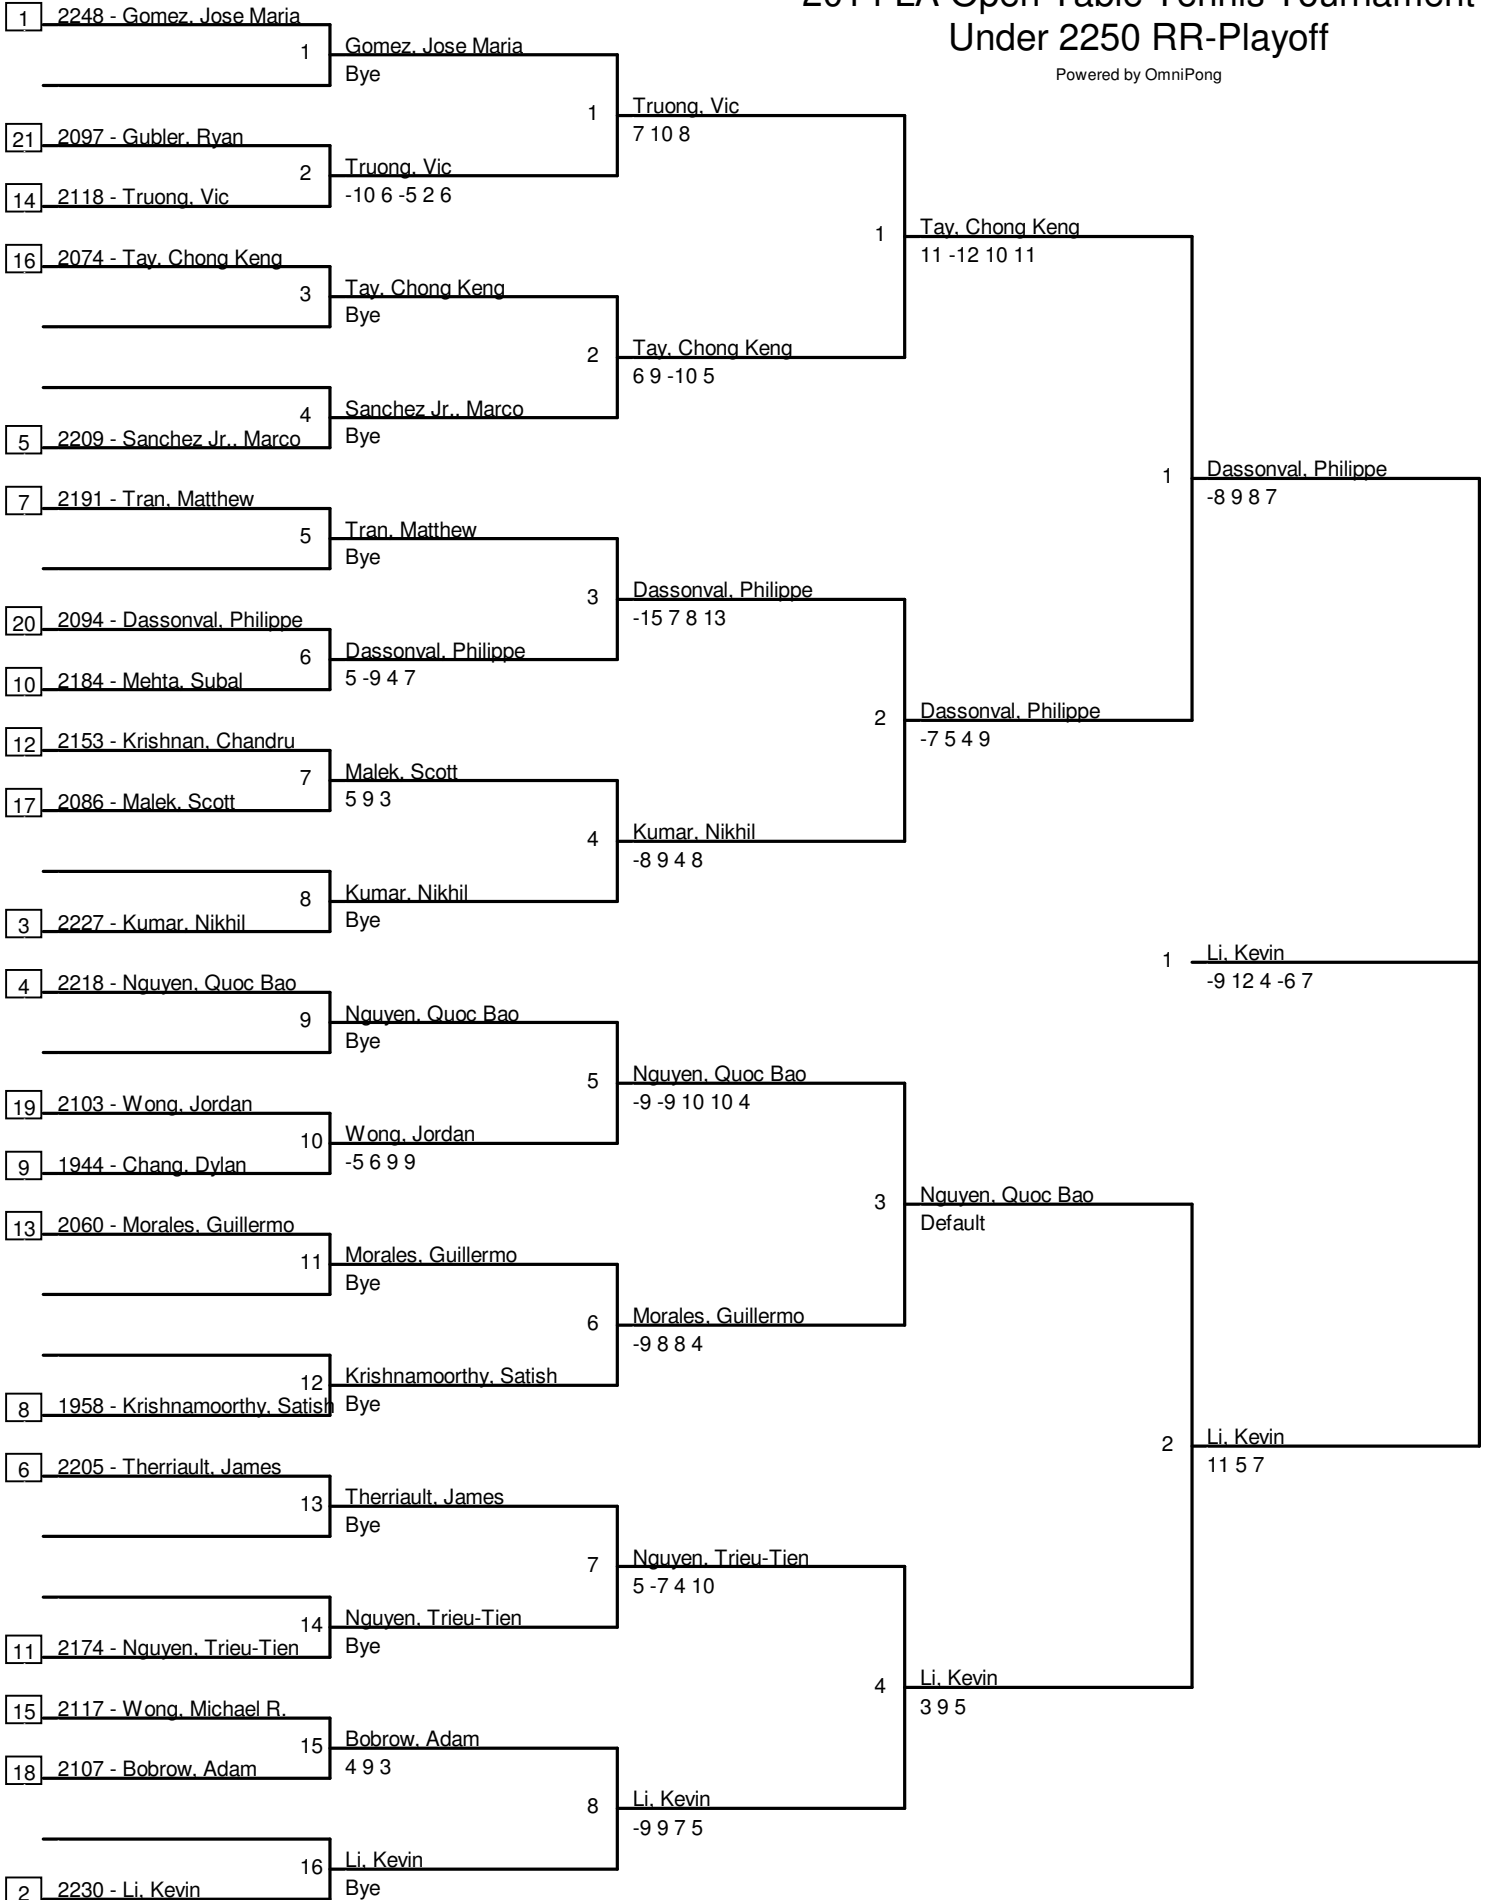 2014 LA Open Table Tennis Tournament
Under 2250 RR-Playoff
Powered by OmniPong
1 2248 - Gomez, Jose Maria
1 Gomez, Jose Maria
Bye
1 Truong, Vic
7 10 8
21 2097 - Gubler, Ryan
2 Truong, Vic
-10 6 -5 2 6
14 2118 - Truong, Vic
1 Tay, Chong Keng
11 -12 10 11
16 2074 - Tay, Chong Keng
3 Tay, Chong Keng
Bye
2 Tay, Chong Keng
6 9 -10 5
4 Sanchez Jr., Marco
Bye
5 2209 - Sanchez Jr., Marco
1 Dassonval, Philippe
-8 9 8 7
7 2191 - Tran, Matthew
5 Tran, Matthew
Bye
3 Dassonval, Philippe
-15 7 8 13
20 2094 - Dassonval, Philippe
6 Dassonval, Philippe
5 -9 4 7
10 2184 - Mehta, Subal
2 Dassonval, Philippe
-7 5 4 9
12 2153 - Krishnan, Chandru
7 Malek, Scott
5 9 3
17 2086 - Malek, Scott
4 Kumar, Nikhil
-8 9 4 8
8 Kumar, Nikhil
Bye
3 2227 - Kumar, Nikhil
1 Li, Kevin
-9 12 4 -6 7
4 2218 - Nguyen, Quoc Bao
9 Nguyen, Quoc Bao
Bye
5 Nguyen, Quoc Bao
-9 -9 10 10 4
19 2103 - Wong, Jordan
10 Wong, Jordan
-5 6 9 9
9 1944 - Chang, Dylan
3 Nguyen, Quoc Bao
Default
13 2060 - Morales, Guillermo
11 Morales, Guillermo
Bye
6 Morales, Guillermo
-9 8 8 4
12 Krishnamoorthy, Satish
Bye
8 1958 - Krishnamoorthy, Satish
2 Li, Kevin
11 5 7
6 2205 - Therriault, James
13 Therriault, James
Bye
7 Nguyen, Trieu-Tien
5 -7 4 10
14 Nguyen, Trieu-Tien
Bye
11 2174 - Nguyen, Trieu-Tien
4 Li, Kevin
3 9 5
15 2117 - Wong, Michael R.
15 Bobrow, Adam
4 9 3
18 2107 - Bobrow, Adam
8 Li, Kevin
-9 9 7 5
16 Li, Kevin
Bye
2 2230 - Li, Kevin